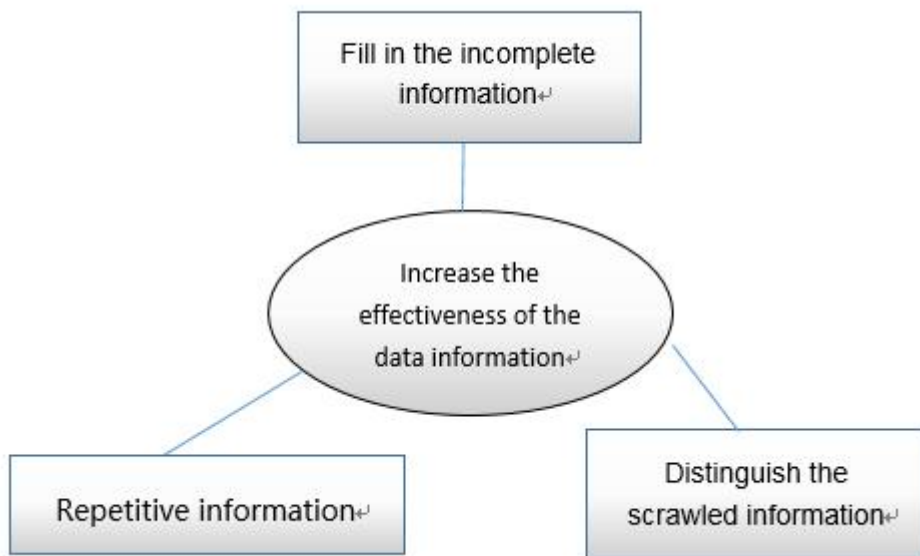 Fill in the incomplete
information↵
Increase the
effectiveness of the
data information↵
Repetitive information↵
Distinguish the
scrawled information↵